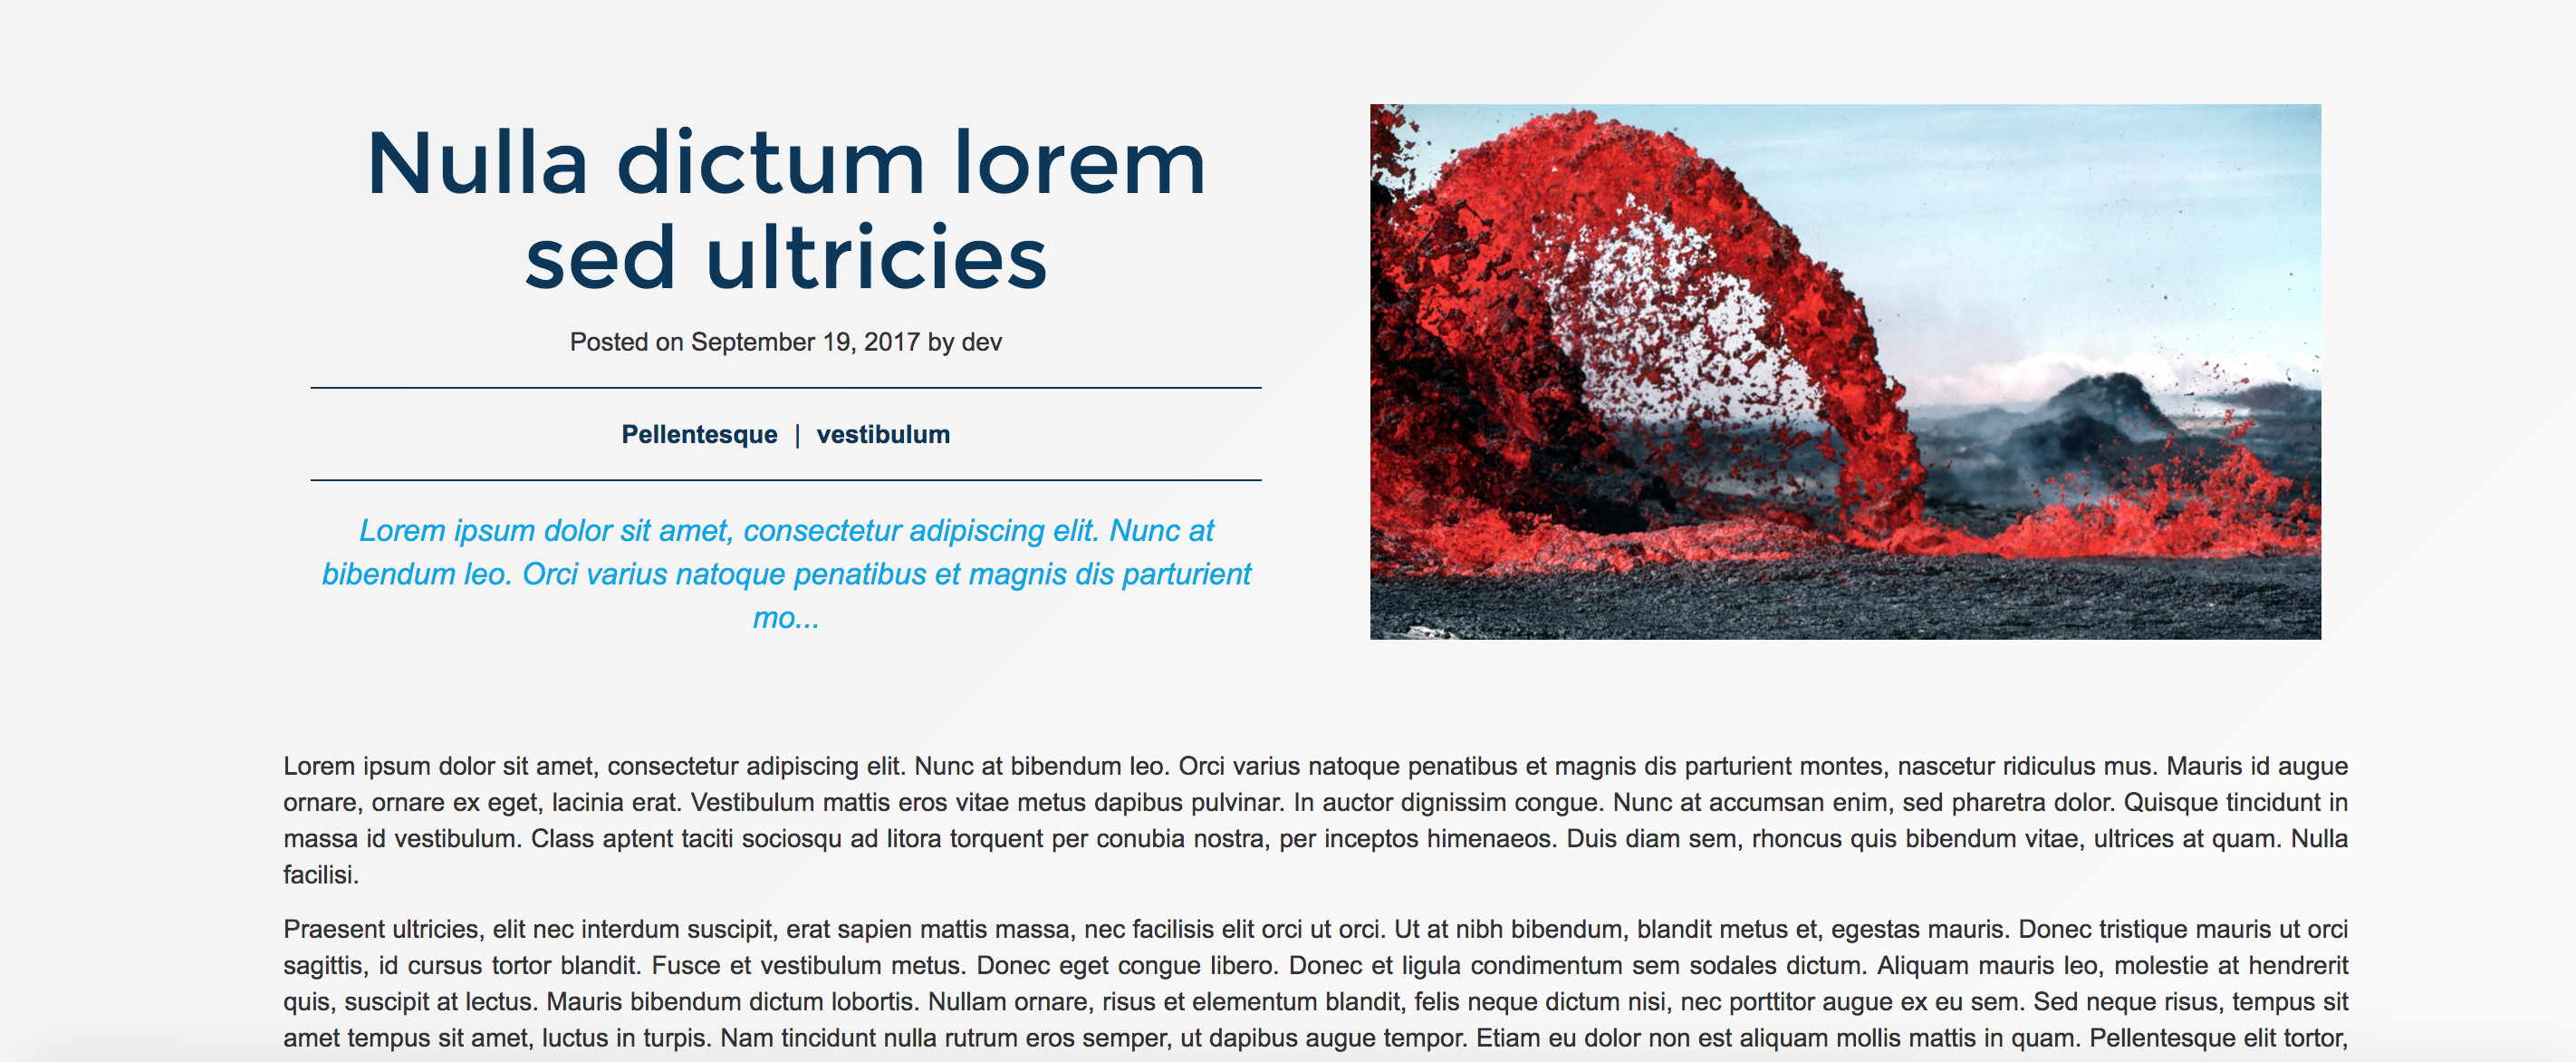 Nulla dictum lorem
sed ultricies
Posted on September 19, 2017 by dev
Pellentesque | vestibulum
Lorem ipsum dolor sit amet, consectetur adipiscing elit. Nunc at
bibendum leo. Orci varius natoque penatibus et magnis dis parturient
mo...
Lorem ipsum dolor sit amet, consectetur adipiscing elit. Nunc at bibendum leo. Orci varius natoque penatibus et magnis dis parturient montes, nascetur ridiculus mus. Mauris id augue
ornare, ornare ex eget, lacinia erat. Vestibulum mattis eros vitae metus dapibus pulvinar. In auctor dignissim congue. Nunc at accumsan enim, sed pharetra dolor. Quisque tincidunt in
massa id vestibulum. Class aptent taciti sociosqu ad litora torquent per conubia nostra, per inceptos himenaeos. Duis diam sem, rhoncus quis bibendum vitae, ultrices at quam. Nulla
facilisi.
Praesent ultricies, elit nec interdum suscipit, erat sapien mattis massa, nec facilisis elit orci ut orci. Ut at nibh bibendum, blandit metus et, egestas mauris. Donec tristique mauris ut orci
sagittis, id cursus tortor blandit. Fusce et vestibulum metus. Donec eget congue libero. Donec et ligula condimentum sem sodales dictum. Aliquam mauris leo, molestie at hendrerit
quis, suscipit at lectus. Mauris bibendum dictum lobortis. Nullam ornare, risus et elementum blandit, felis neque dictum nisi, nec porttitor augue ex eu sem. Sed neque risus, tempus sit
amet tempus sit amet, luctus in turpis. Nam tincidunt nulla rutrum eros semper, ut dapibus augue tempor. Etiam eu dolor non est aliquam mollis mattis in quam. Pellentesque elit tortor,